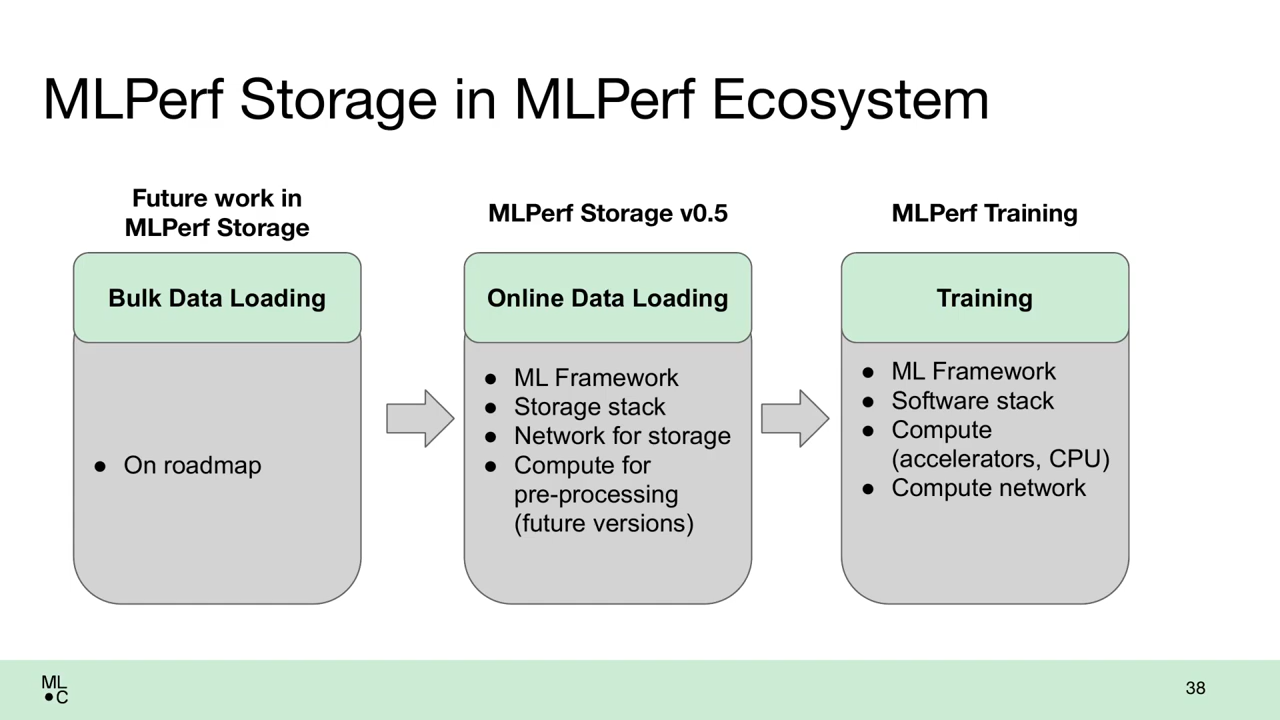 MLPerf Storage in MLPerf Ecosystem
Future work in
MLPerf Storage
Bulk Data Loading
● On roadmap
MLPerf Storage v0.5
Online Data Loading
● ML Framework
● Storage stack
● Network for storage
● Compute for
pre-processing
(future versions)
MLPerf Training
Training
● ML Framework
● Software stack
● Compute
(accelerators, CPU)
● Compute network
ML
●C
38